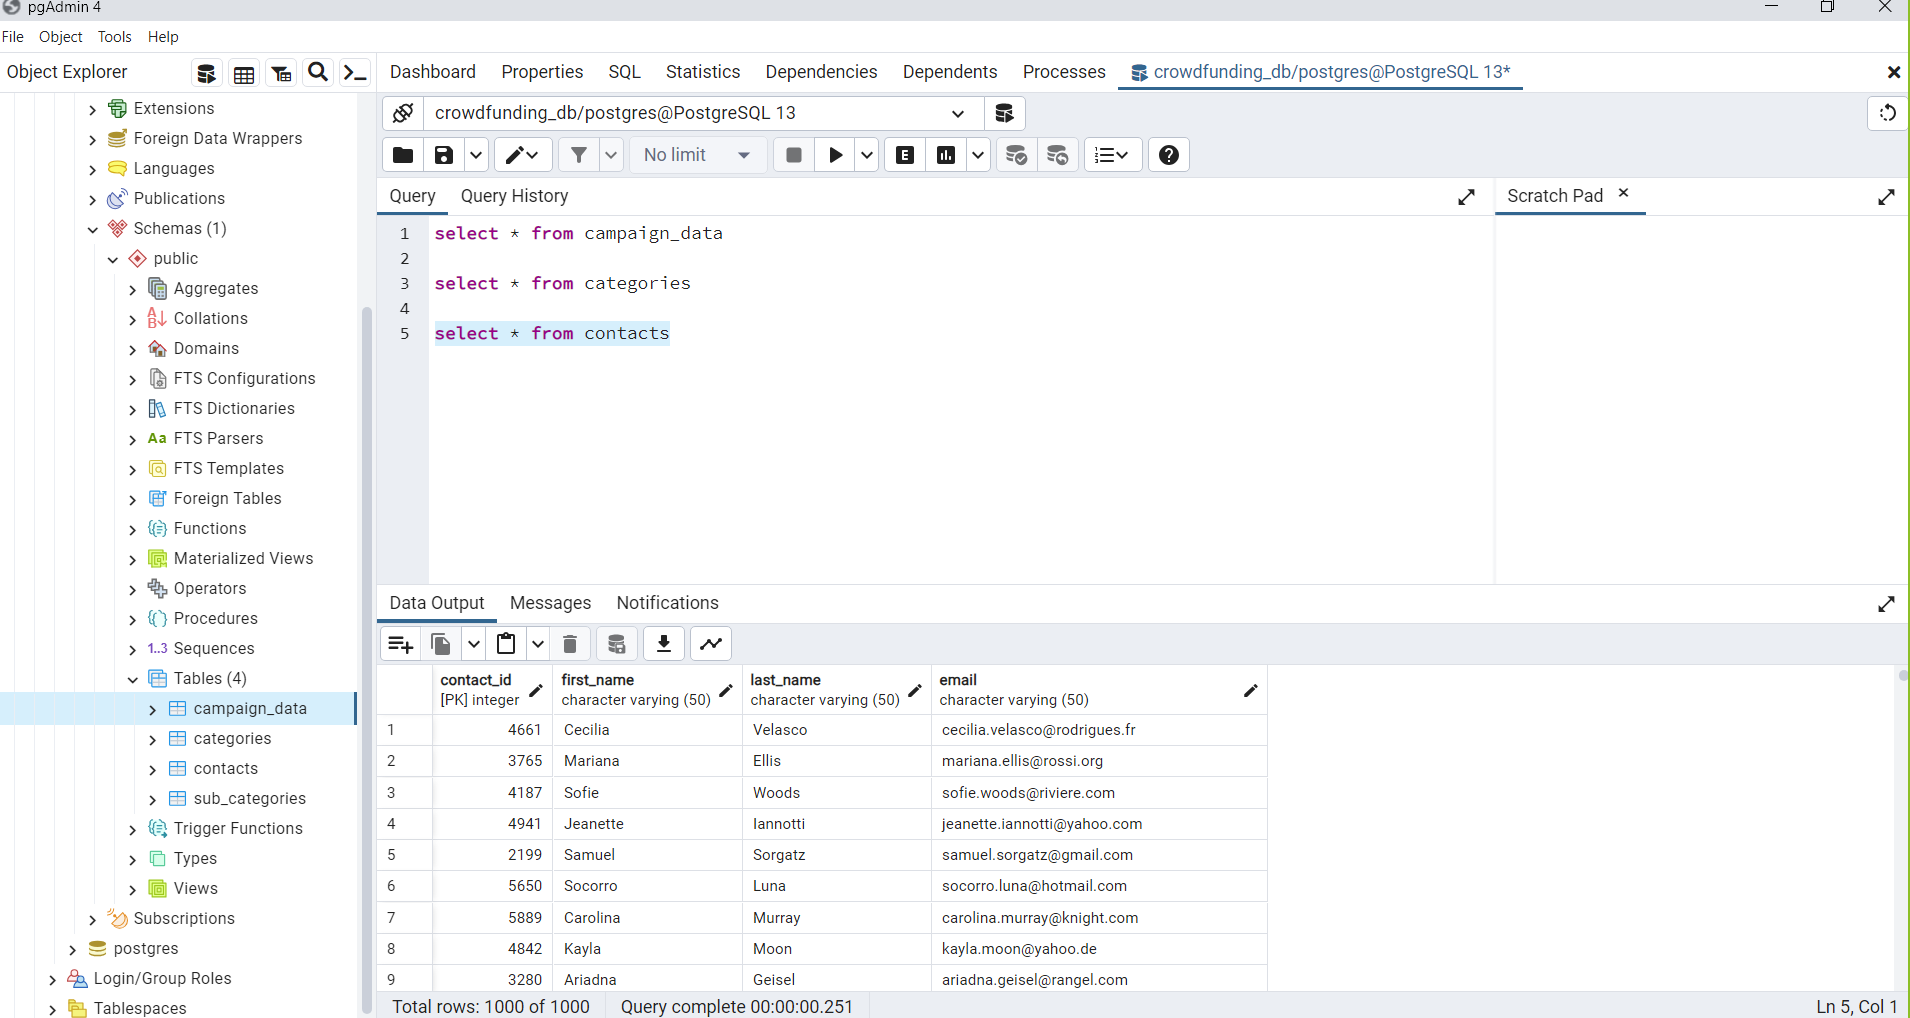 pgAdmin 4
File Object Tools Help
Object Explorer
Dashboard Properties SQL Statistics Dependencies Dependents Processes crowdfunding_db/postgres@PostgreSQL 13*
Extensions
Foreign Data Wrappers
Languages
Publications
Schemas (1)
public
Aggregates
Collations
Domains
FTS Configurations
FTS Dictionaries
Aa FTS Parsers
FTS Templates
Foreign Tables
Functions
Materialized Views
Operators
Procedures
1..3 Sequences
Tables (4)
campaign_data
categories
contacts
sub_categories
Trigger Functions
Types
Views
Subscriptions
postgres
Login/Group Roles
Tablespaces
crowdfunding_db/postgres@PostgreSQL 13
No limit
E
Query Query History
Scratch Pad
1 select * from campaign_data
2
3 select * from categories
4
5 select * from contacts
Data Output Messages Notifications
contact_id first_name last_name email
[PK] integer character varying (50) character varying (50) character varying (50)
1 4661 Cecilia Velasco cecilia.velasco@rodrigues.fr
2 3765 Mariana Ellis mariana.ellis@rossi.org
3 4187 Sofie Woods sofie.woods@riviere.com
4 4941 Jeanette Iannotti jeanette.iannotti@yahoo.com
5 2199 Samuel Sorgatz samuel.sorgatz@gmail.com
6 5650 Socorro Luna socorro.luna@hotmail.com
7 5889 Carolina Murray carolina.murray@knight.com
8 4842 Kayla Moon kayla.moon@yahoo.de
9 3280 Ariadna Geisel ariadna.geisel@rangel.com
Total rows: 1000 of 1000 Query complete 00:00:00.251 Ln 5, Col 1